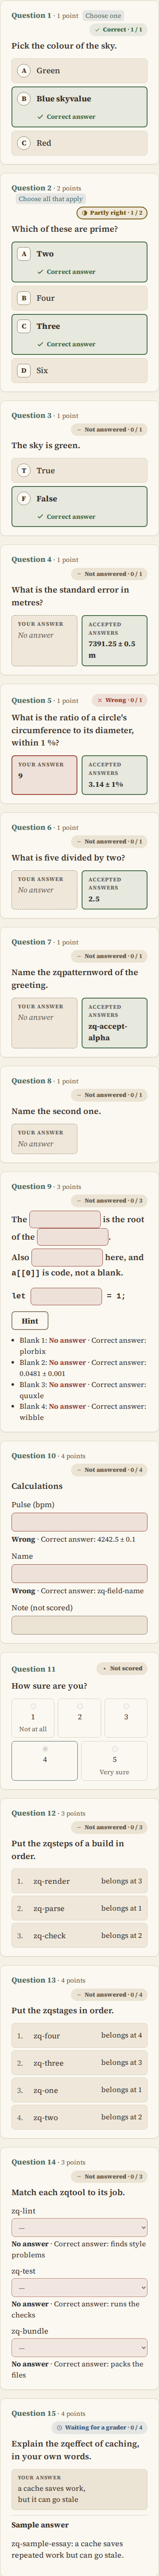 Question 1 · 1 point Choose one
✓ Correct · 1 / 1
Pick the colour of the sky.
A Green
B Blue skyvalue
✓ Correct answer
C Red
Question 2 · 2 points
Choose all that apply
Partly right · 1 / 2
Which of these are prime?
A Two
✓ Correct answer
B Four
C Three
✓ Correct answer
D Six
Question 3 · 1 point
– Not answered · 0 / 1
The sky is green.
T True
F False
✓ Correct answer
Question 4 · 1 point
– Not answered · 0 / 1
What is the standard error in
metres?
YOUR ANSWER
No answer
ACCEPTED
ANSWERS
7391.25 ± 0.5
m
Question 5 · 1 point × Wrong · 0 / 1
What is the ratio of a circle's
circumference to its diameter,
within 1 %?
YOUR ANSWER
9
ACCEPTED
ANSWERS
3.14 ± 1%
Question 6 · 1 point
– Not answered · 0 / 1
What is five divided by two?
YOUR ANSWER
No answer
ACCEPTED
ANSWERS
2.5
Question 7 · 1 point
– Not answered · 0 / 1
Name the zqpatternword of the
greeting.
YOUR ANSWER
No answer
ACCEPTED
ANSWERS
zq-accept-
alpha
Question 8 · 1 point
– Not answered · 0 / 1
Name the second one.
YOUR ANSWER
No answer
Question 9 · 3 points
– Not answered · 0 / 3
The is the root
of the .
Also here, and
a[[0]] is code, not a blank.
let = 1;
Hint
• Blank 1: No answer · Correct answer:
plorbix
• Blank 2: No answer · Correct answer:
0.0481 ± 0.001
• Blank 3: No answer · Correct answer:
quuxle
• Blank 4: No answer · Correct answer:
wibble
Question 10 · 4 points
– Not answered · 0 / 4
Calculations
Pulse (bpm)
Wrong · Correct answer: 4242.5 ± 0.1
Name
Wrong · Correct answer: zq-field-name
Note (not scored)
Question 11 • Not scored
How sure are you?
1
Not at all
2
3
4
5
Very sure
Question 12 · 3 points
– Not answered · 0 / 3
Put the zqsteps of a build in
order.
1. zq-render belongs at 3
2. zq-parse belongs at 1
3. zq-check belongs at 2
Question 13 · 4 points
– Not answered · 0 / 4
Put the zqstages in order.
1. zq-four belongs at 4
2. zq-three belongs at 3
3. zq-one belongs at 1
4. zq-two belongs at 2
Question 14 · 3 points
– Not answered · 0 / 3
Match each zqtool to its job.
zq-lint
—
No answer · Correct answer: finds style
problems
zq-test
—
No answer · Correct answer: runs the
checks
zq-bundle
—
No answer · Correct answer: packs the
files
Question 15 · 4 points
Waiting for a grader · 0 / 4
Explain the zqeffect of caching,
in your own words.
YOUR ANSWER
a cache saves work,
but it can go stale
Sample answer
zq-sample-essay: a cache saves
repeated work but can go stale.